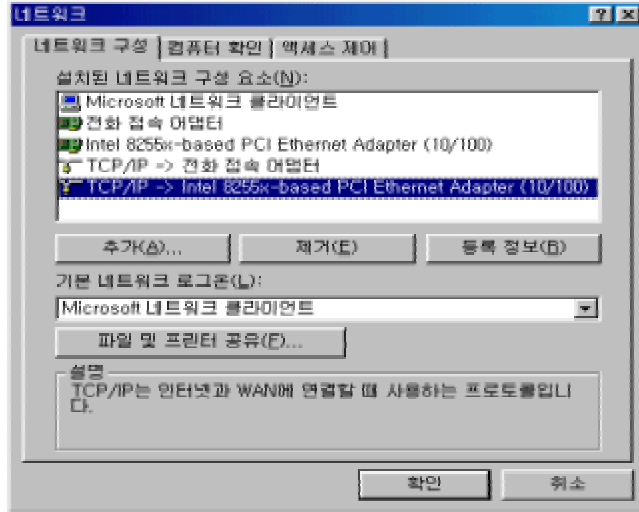 네트워크
네트워크 구성 컴퓨터 확인 액세스 제어
설치된 네트워크 구성 요소(N):
Microsoft 네트워크 클라이언트
전화 접속 어댑터
Intel 8255x-based PCI Ethernet Adapter (10/100)
TCP/IP -> 전화 접속 어댑터
TCP/IP -> Intel 8255x-based PCI Ethernet Adapter (10/100)
추가(A)... 제거(E) 등록 정보(R)
기본 네트워크 로그온(L):
Microsoft 네트워크 클라이언트
파일 및 프린터 공유(F)...
설명
TCP/IP는 인터넷과 WAN에 연결할 때 사용하는 프로토콜입니
다.
확인 취소